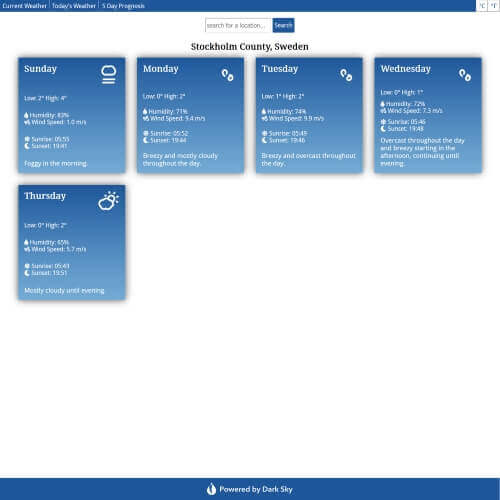 Current Weather Today's Weather 5 Day Prognosis °C °F
search for a location... Search
Stockholm County, Sweden
Sunday
Low: 2° High: 4°
Humidity: 83%
Wind Speed: 1.0 m/s
Sunrise: 05:55
Sunset: 19:41
Foggy in the morning.
Monday
Low: 0° High: 2°
Humidity: 71%
Wind Speed: 9.4 m/s
Sunrise: 05:52
Sunset: 19:44
Breezy and mostly cloudy
throughout the day.
Tuesday
Low: 1° High: 2°
Humidity: 74%
Wind Speed: 9.9 m/s
Sunrise: 05:49
Sunset: 19:46
Breezy and overcast throughout
the day.
Wednesday
Low: 0° High: 1°
Humidity: 72%
Wind Speed: 7.3 m/s
Sunrise: 05:46
Sunset: 19:48
Overcast throughout the day
and breezy starting in the
afternoon, continuing until
evening.
Thursday
Low: 0° High: 2°
Humidity: 65%
Wind Speed: 5.7 m/s
Sunrise: 05:43
Sunset: 19:51
Mostly cloudy until evening.
Powered by Dark Sky